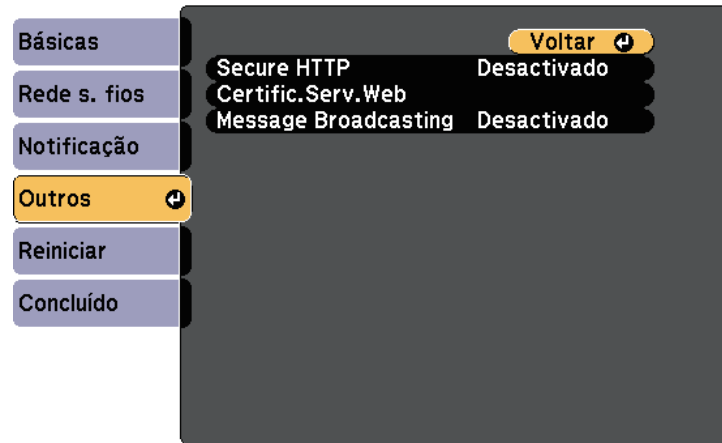 Básicas
Rede s. fios
Notificação
Outros
Reiniciar
Concluído
Voltar
Secure HTTP Desactivado
Certific.Serv.Web
Message Broadcasting Desactivado